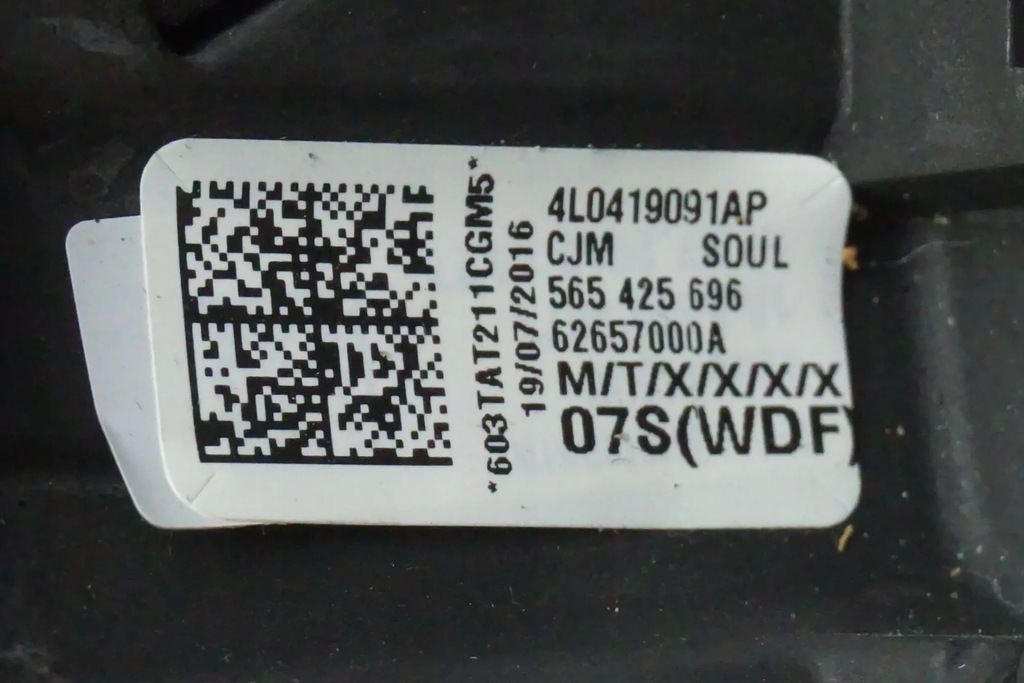 *603TAT211CGM5*
19/07/2016
4L0419091AP
CJM SOUL
565 425 696
62657000A
M/T/X/X/X/X
07S(WDF)